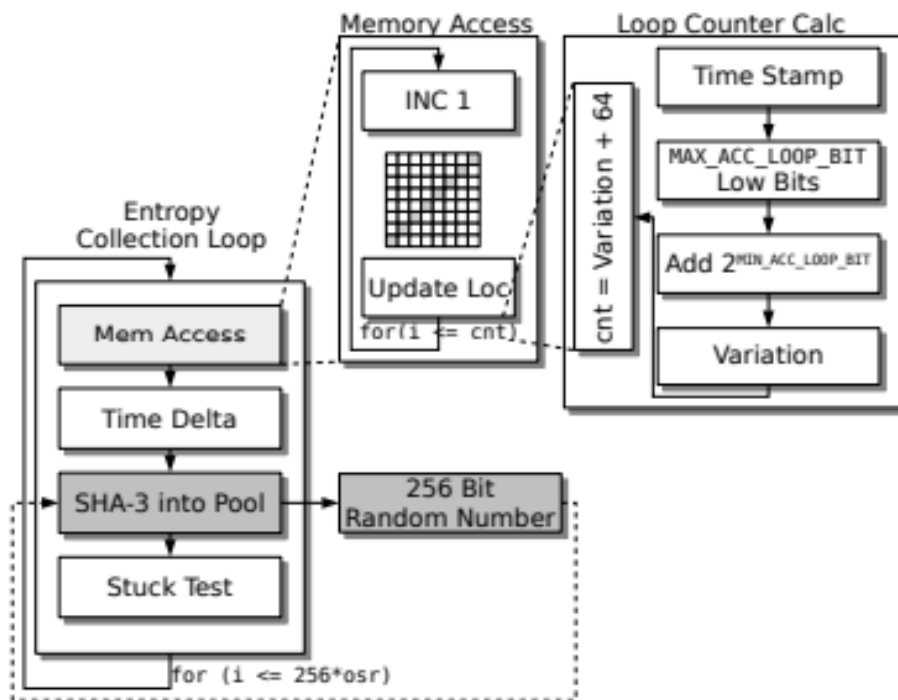 Memory Access
INC 1
Update Loc
for(i <= cnt)
Loop Counter Calc
Time Stamp
MAX_ACC_LOOP_BIT
Low Bits
Add 2^MIN_ACC_LOOP_BIT
Variation
cnt = Variation + 64
Entropy
Collection Loop
Mem Access
Time Delta
SHA-3 into Pool
Stuck Test
for (i <= 256*osr)
256 Bit
Random Number